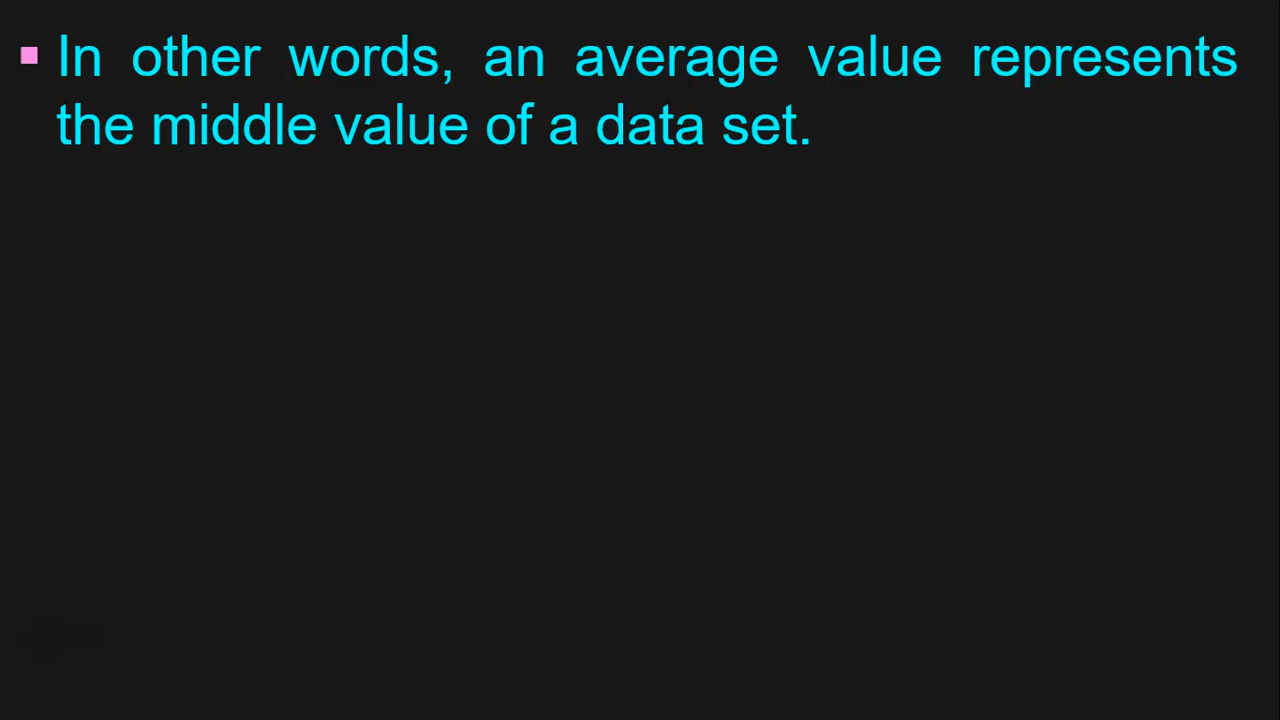 ▪ In other words, an average value represents
the middle value of a data set.